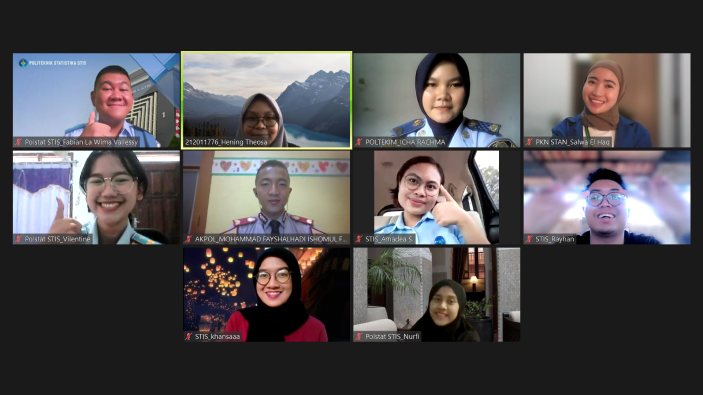 POLITEKNIK STATISTIKA STIS
Polstat STIS_Fabian La Wima Vallessy
212011776_Hening Theosa
POLTEKIM_ICHA RACHMA
PKN STAN_Salwa El Haq
Polstat STIS_Vilentine
AKPOL_MOHAMMAD FAYSHALHADI ISHOMUL F...
STIS_Amadea S
STIS_Rayhan
STIS_khansaaa
Polstat STIS_Nurfi